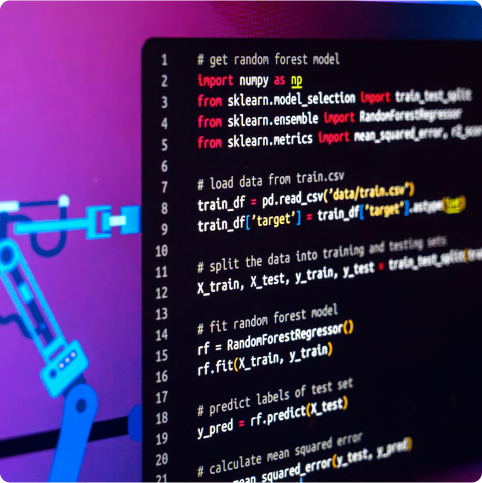 1 # get random forest model
2 import numpy as np
3 from sklearn.model_selection import train_test_split
4 from sklearn.ensemble import RandomForestRegressor
5 from sklearn.metrics import mean_squared_error,
6
7 # load data from train.csv
8 train_df = pd.read_csv("data/train.csv")
9 train_df['target'] = train_df['target'].astype(
10
11 # split the data into training and testing sets
12 X_train, X_test, y_train, y_test = train_test_split(
13
14 # fit random forest model
15 rf = RandomForestRegressor()
16 rf.fit(X_train, y_train)
17
18 # predict labels of test set
19 y_pred = rf.predict(X_test)
20 # calculate mean squared error
21 mean_squared_error(y_test, y_pred)